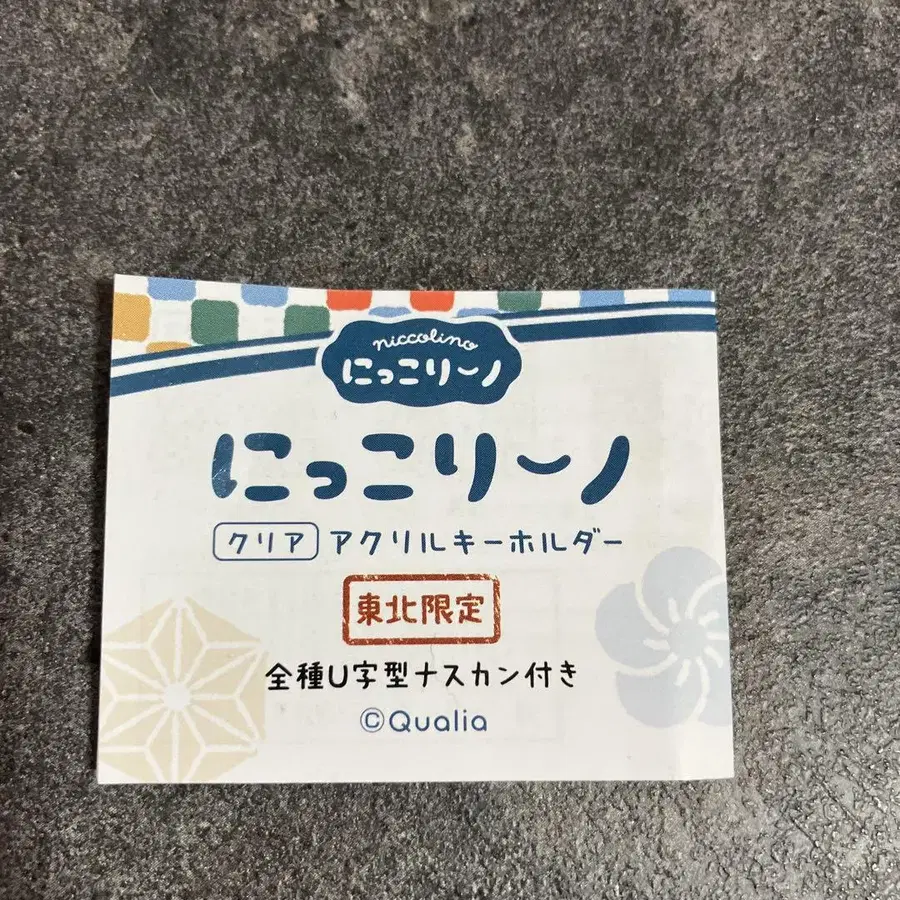 niccolino
にっこりーノ
にっこりーノ
クリア アクリルキーホルダー
東北限定
全種U字型ナスカン付き
©Qualia